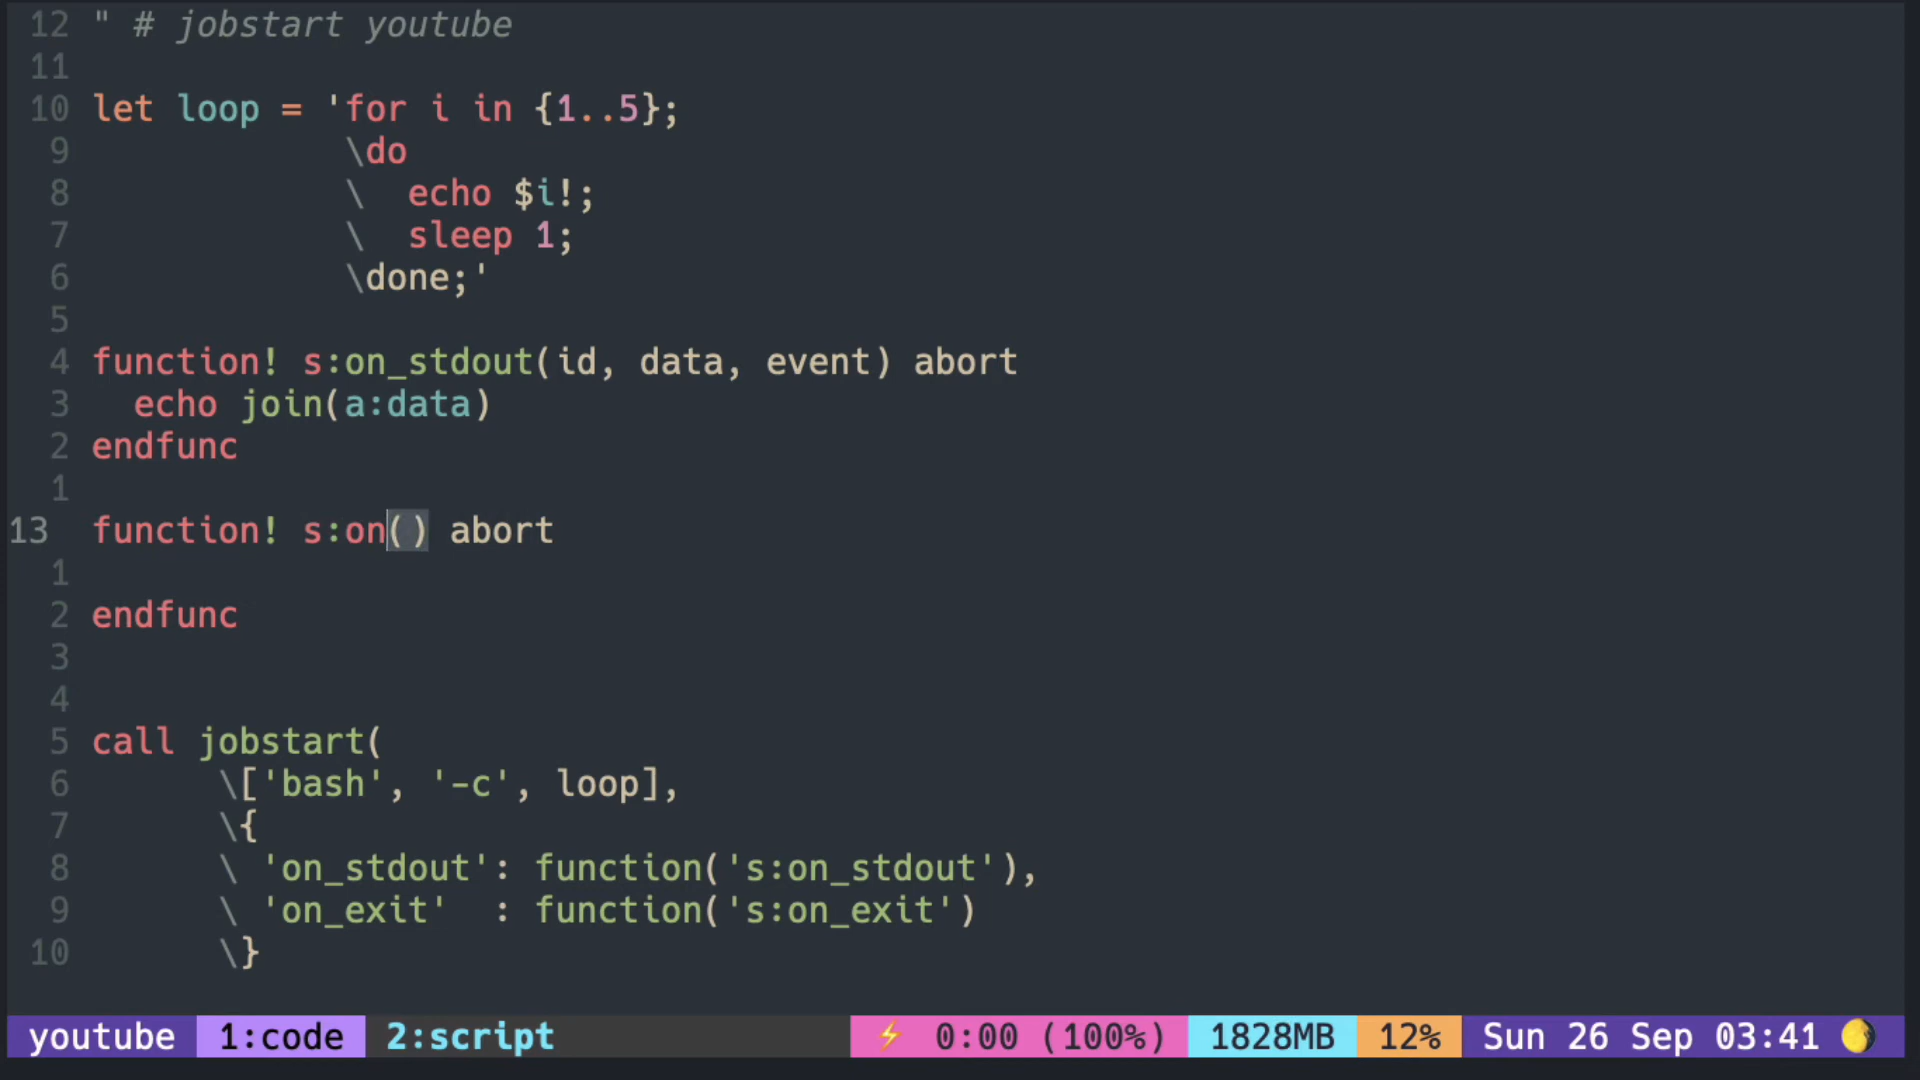 12 " # jobstart youtube
11
10 let loop = 'for i in {1..5};
9 \do
8 \  echo $i!;
7 \  sleep 1;
6 \done;'
5
4 function! s:on_stdout(id, data, event) abort
3   echo join(a:data)
2 endfunc
1
13 function! s:on() abort
1
2 endfunc
3
4
5 call jobstart(
6 \['bash', '-c', loop],
7 \{
8 \ 'on_stdout': function('s:on_stdout'),
9 \ 'on_exit'  : function('s:on_exit')
10 \}
youtube 1:code 2:script ⚡ 0:00 (100%) 1828MB 12% Sun 26 Sep 03:41